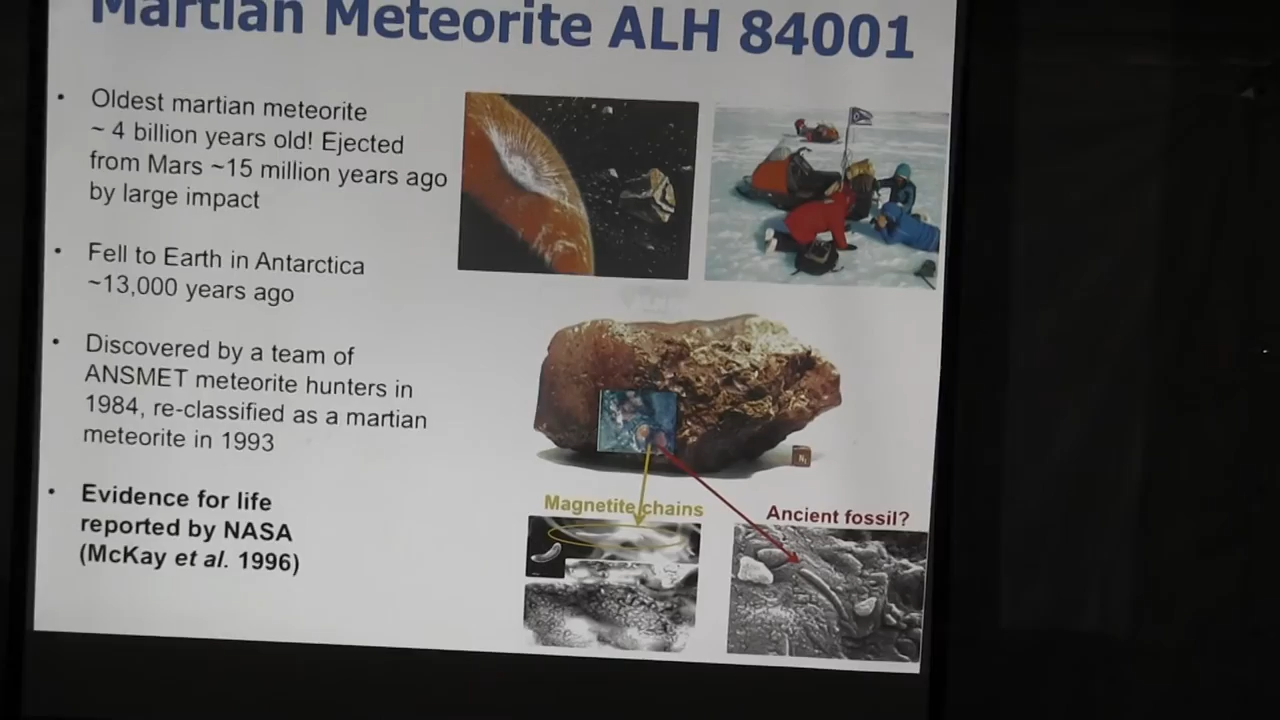 Martian Meteorite ALH 84001
• Oldest martian meteorite
~ 4 billion years old! Ejected
from Mars ~15 million years ago
by large impact
• Fell to Earth in Antarctica
~13,000 years ago
• Discovered by a team of
ANSMET meteorite hunters in
1984, re-classified as a martian
meteorite in 1993
• Evidence for life
reported by NASA
(McKay et al. 1996)
N₁
Magnetite chains
Ancient fossil?